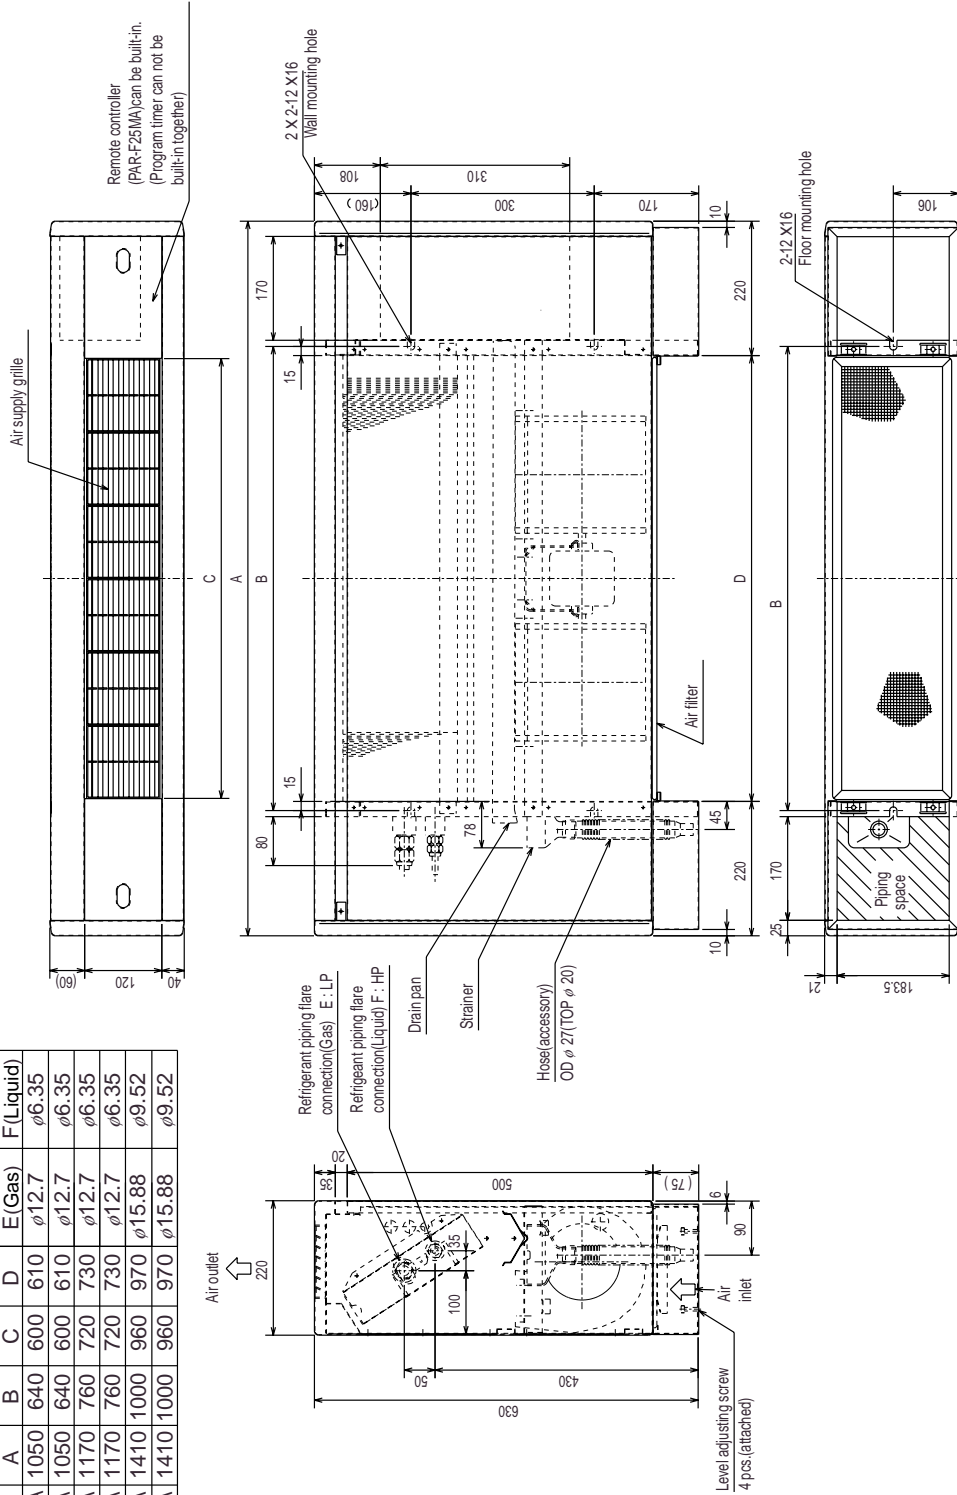 A B C D E(Gas) F(Liquid)
1050 640 600 610 ø12.7 ø6.35
1050 640 600 610 ø12.7 ø6.35
1170 760 720 730 ø12.7 ø6.35
1170 760 720 730 ø12.7 ø6.35
1410 1000 960 970 ø15.88 ø9.52
1410 1000 960 970 ø15.88 ø9.52
Air supply grille
Remote controller
(PAR-F25MA)can be built-in.
(Program timer can not be
built-in together)
(60)
120
40
C
A
B
80
15
15
170
2 X 2-12 X16
Wall mounting hole
108
310
(160)
300
170
78
45
10
220
D
220
10
Air filter
Refrigerant piping flare
connection(Gas) E : LP
Refrigeant piping flare
connection(Liquid) F : HP
Drain pan
Strainer
Hose(accessory)
OD ø 27(TOP ø 20)
Air outlet
220
35
20
500
(75)
6
90
35
100
50
430
630
Air
inlet
Level adjusting screw
4 pcs.(attached)
2-12 X16
Floor mounting hole
106
B
25
170
21
183.5
Piping
space